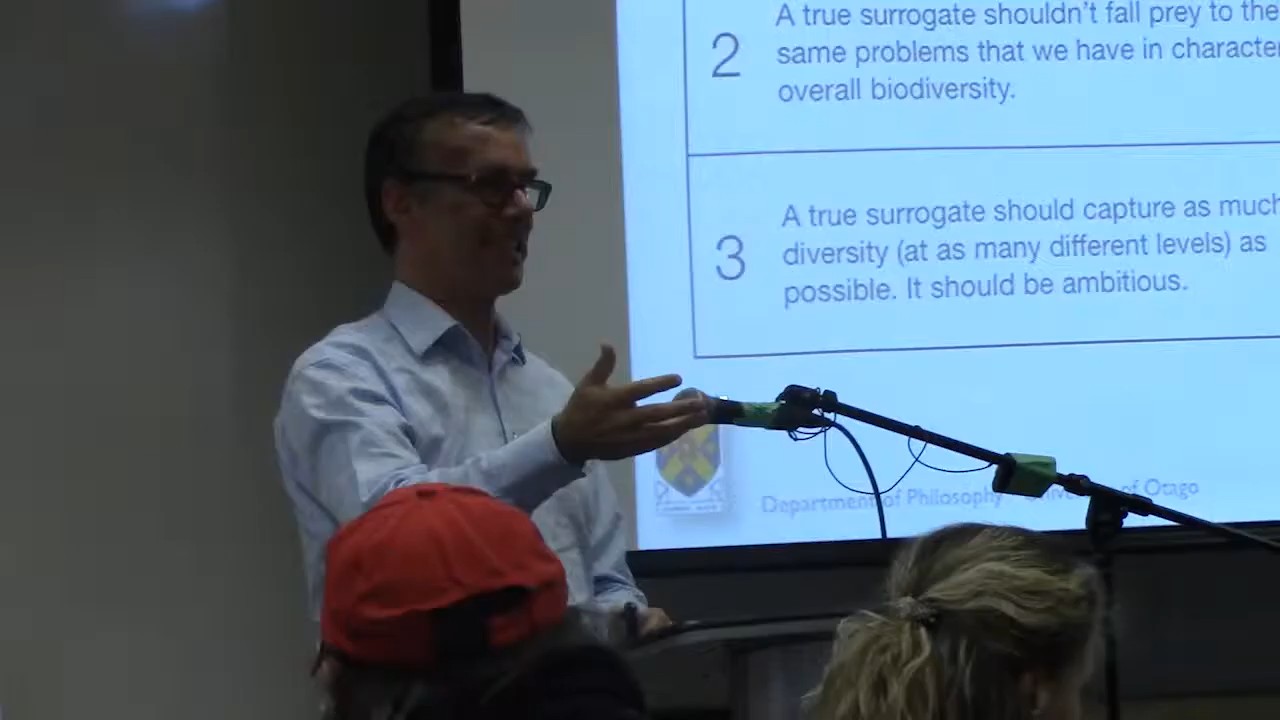 2
A true surrogate shouldn't fall prey to the
same problems that we have in character
overall biodiversity.
3
A true surrogate should capture as much
diversity (at as many different levels) as
possible. It should be ambitious.
Department of Philosophy of Otago